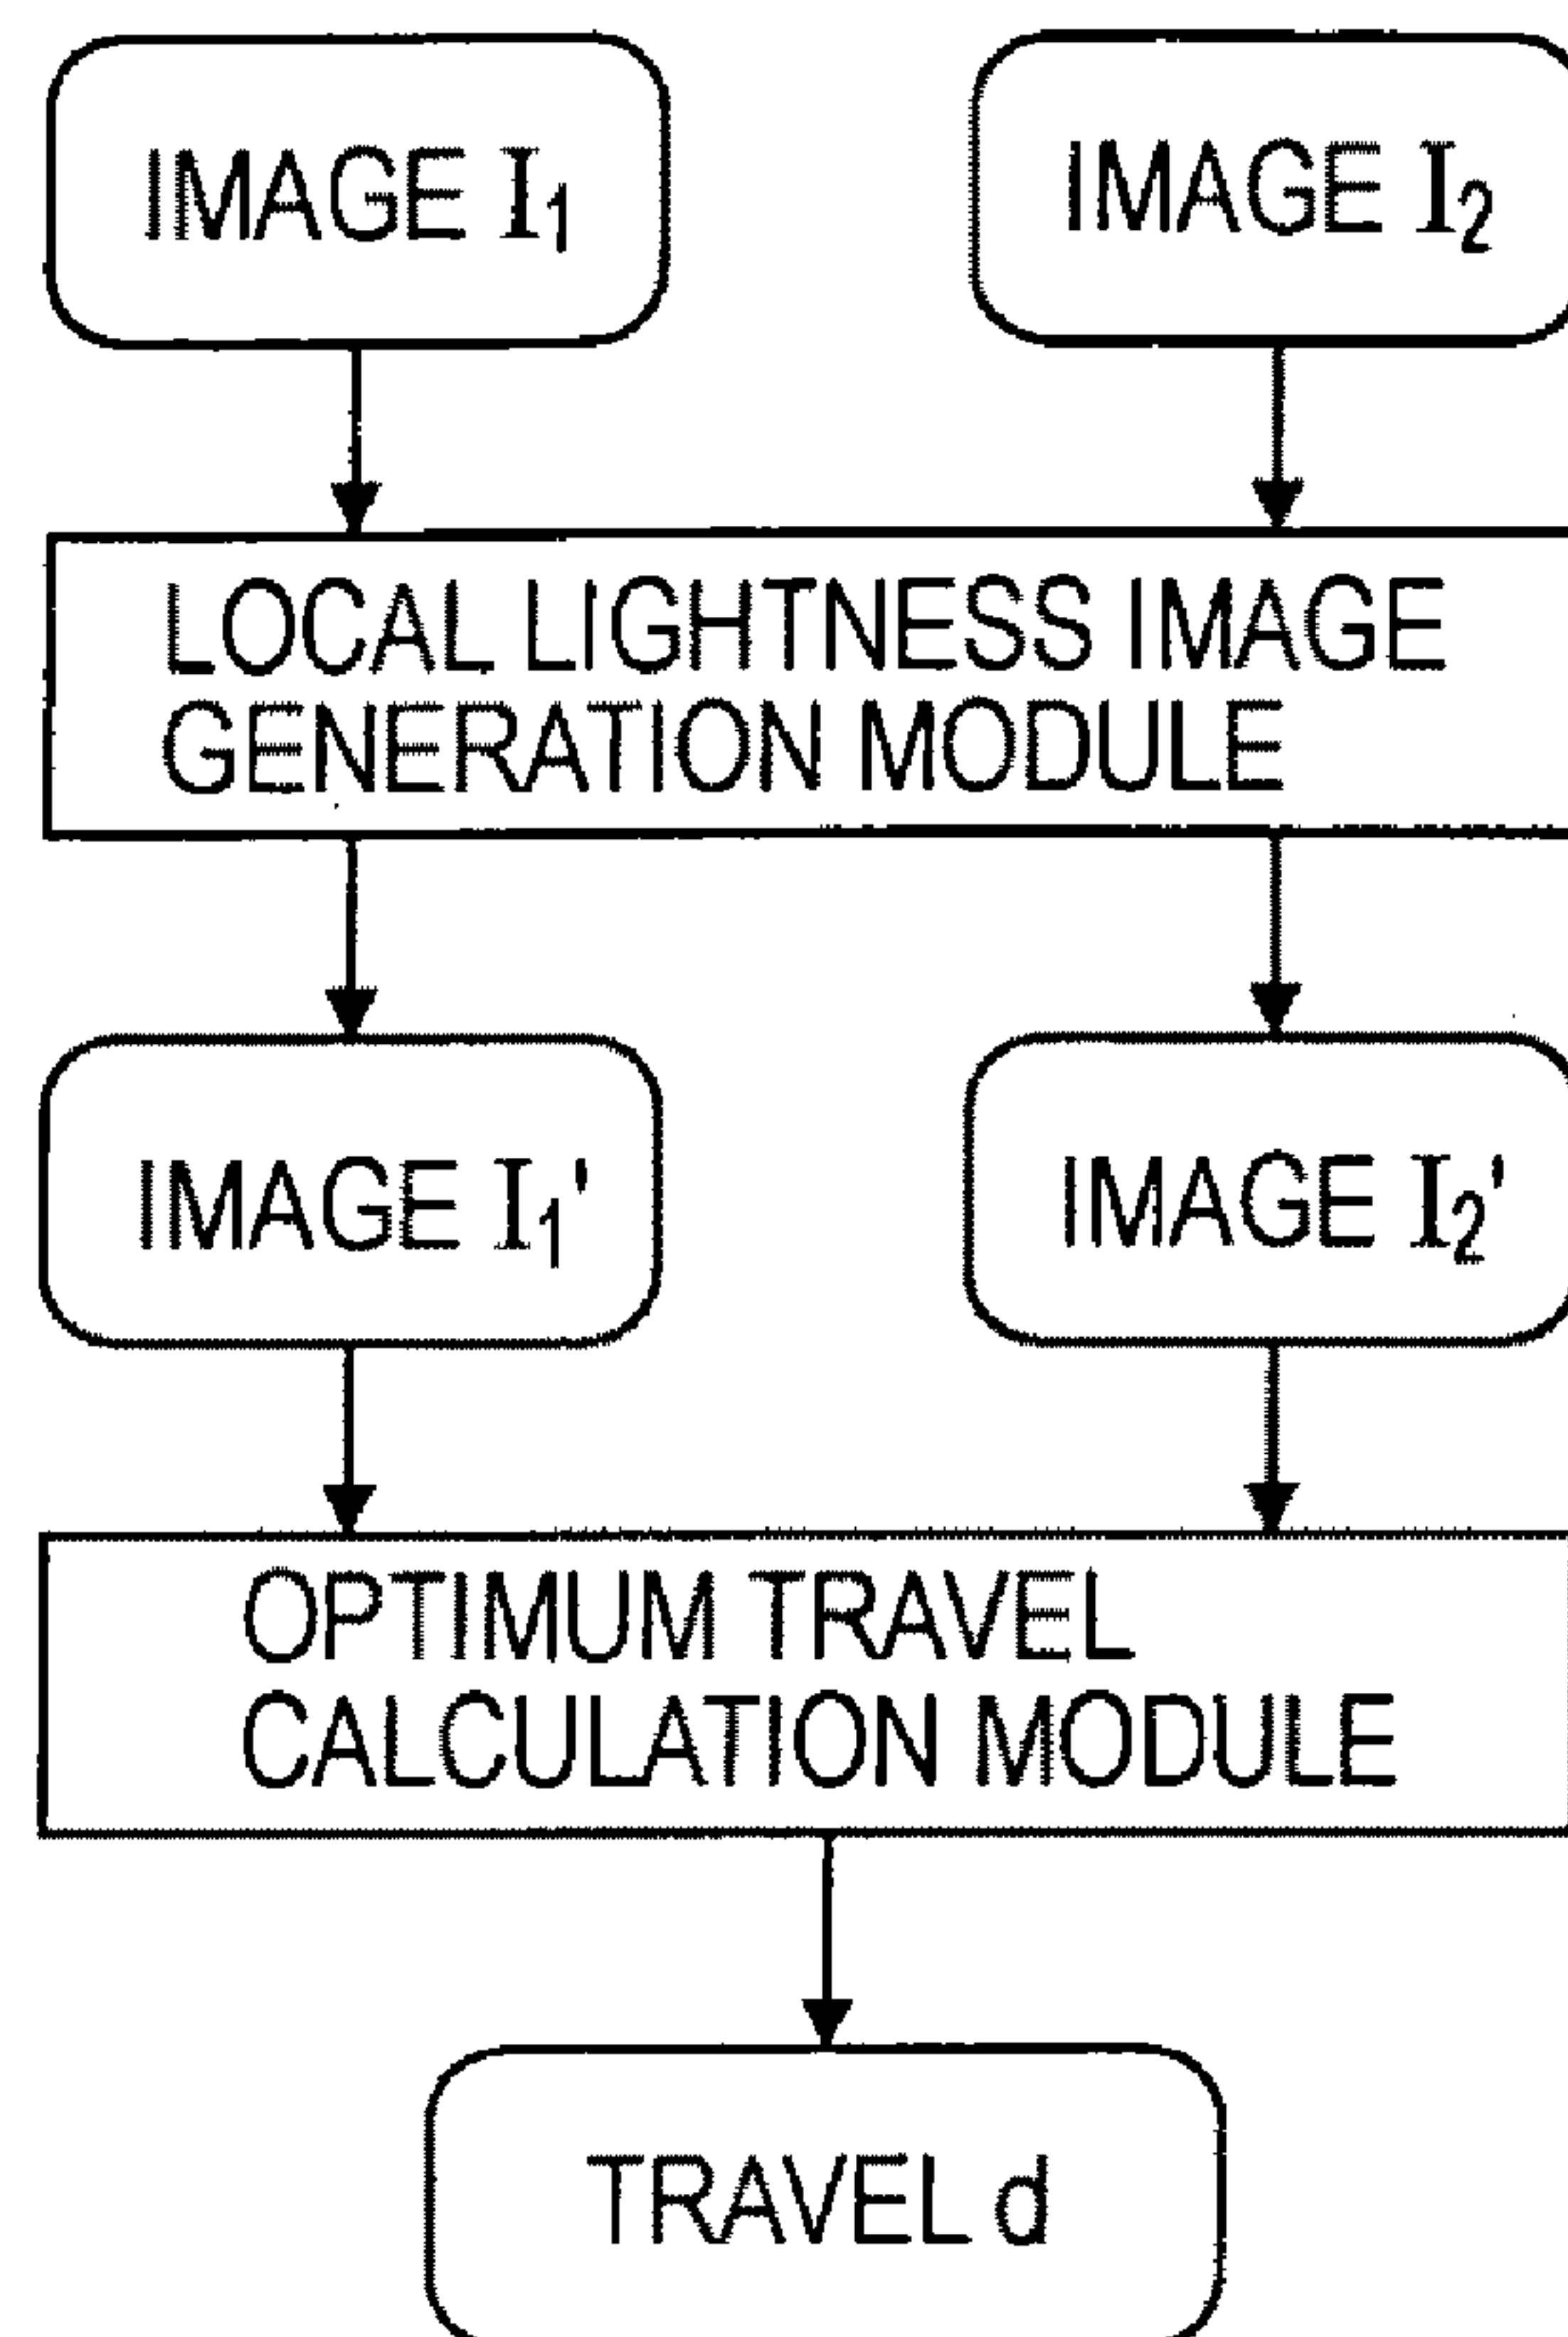 IMAGE I₁
IMAGE I₂
LOCAL LIGHTNESS IMAGE
GENERATION MODULE
IMAGE I₁'
IMAGE I₂'
OPTIMUM TRAVEL
CALCULATION MODULE
TRAVEL d